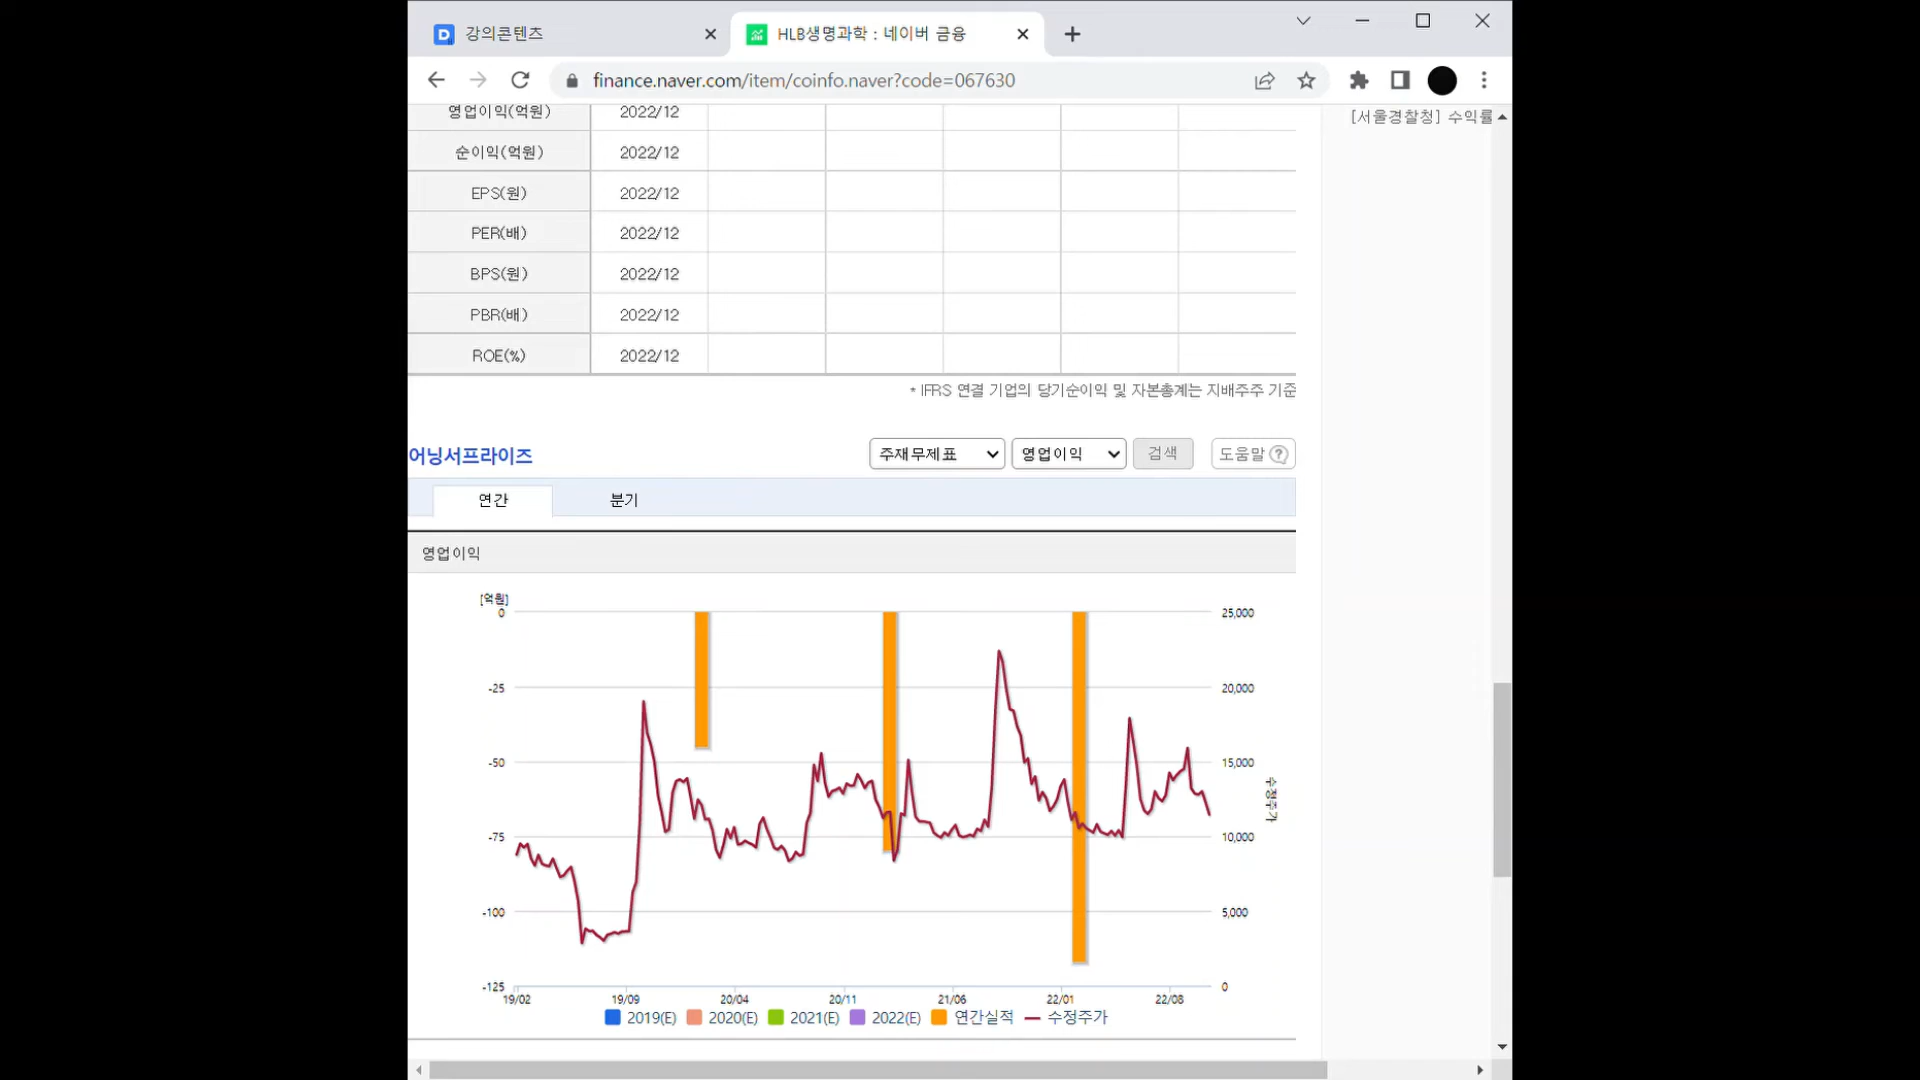 강의콘텐츠
HLB생명과학 : 네이버 금융
finance.naver.com/item/coinfo.naver?code=067630
[서울경찰청] 수익률
영업이익(억원) 2022/12
순이익(억원) 2022/12
EPS(원) 2022/12
PER(배) 2022/12
BPS(원) 2022/12
PBR(배) 2022/12
ROE(%) 2022/12
* IFRS 연결 기업의 당기순이익 및 자본총계는 지배주주 기준
어닝서프라이즈 주재무제표 영업이익 검색 도움말 ?
연간 분기
영업이익
[억원]
0 25,000
-25 20,000
-50 15,000
수정주가
-75 10,000
-100 5,000
-125 0
19/02 19/09 20/04 20/11 21/06 22/01 22/08
2019(E) 2020(E) 2021(E) 2022(E) 연간실적 수정주가